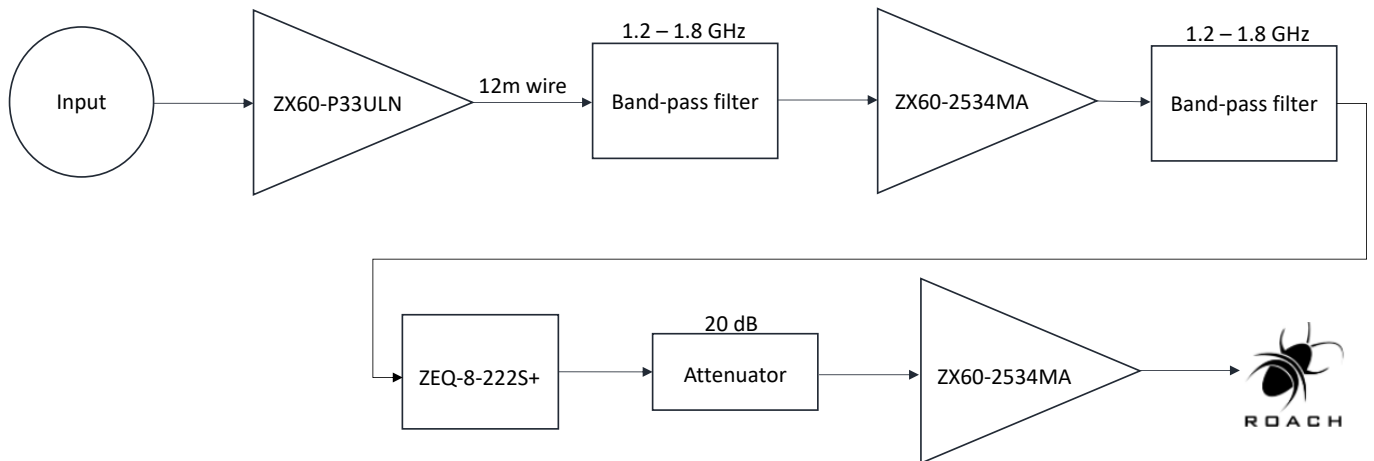 Input
ZX60-P33ULN
12m wire
1.2 – 1.8 GHz
Band-pass filter
ZX60-2534MA
1.2 – 1.8 GHz
Band-pass filter
ZEQ-8-222S+
20 dB
Attenuator
ZX60-2534MA
ROACH